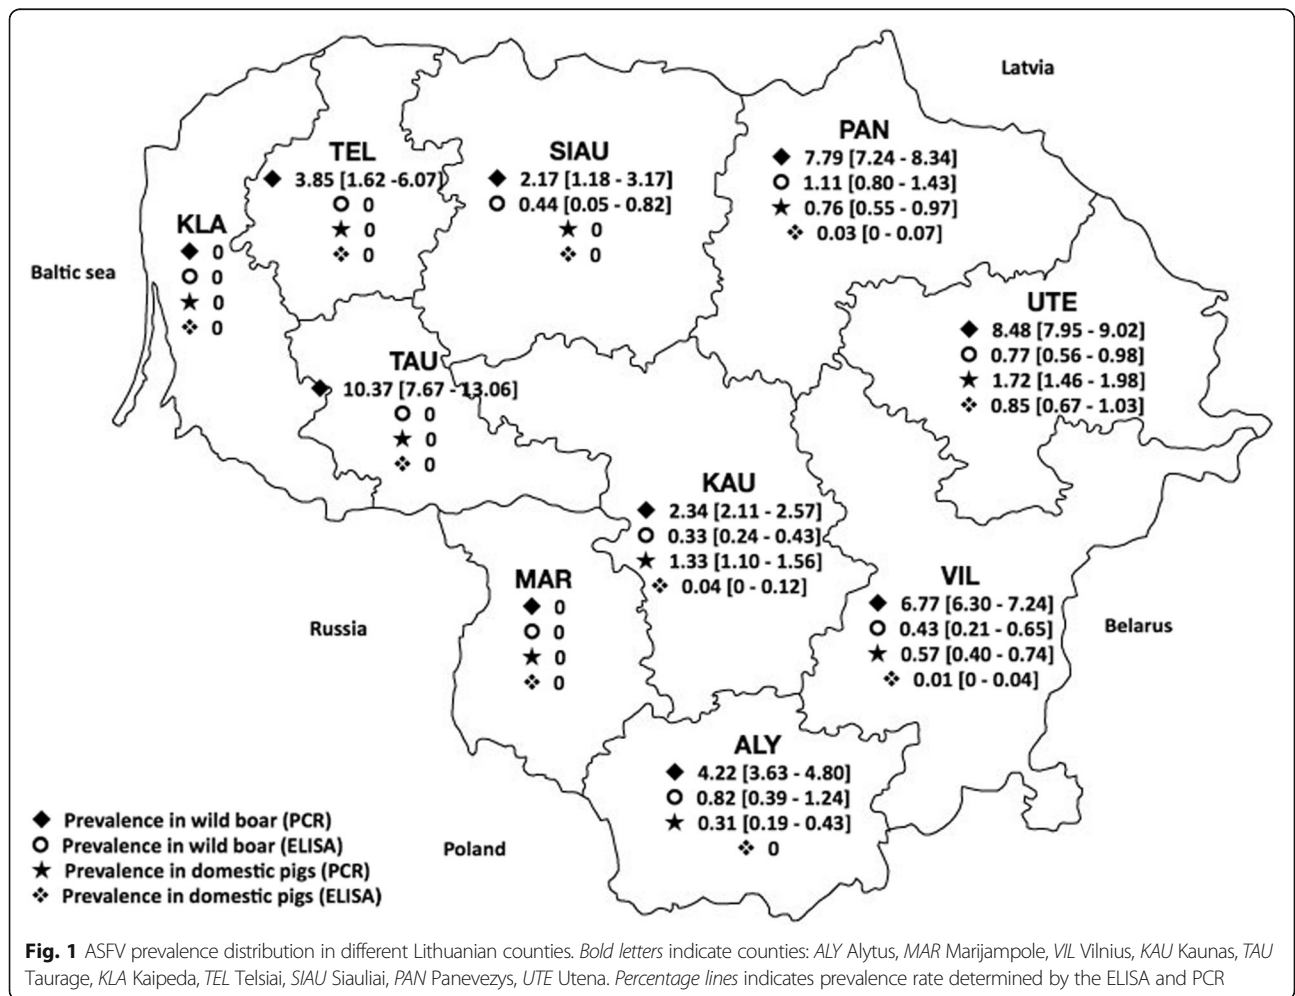 Latvia
PAN
◆ 7.79 [7.24 - 8.34]
○ 1.11 [0.80 - 1.43]
★ 0.76 [0.55 - 0.97]
❖ 0.03 [0 - 0.07]
TEL
◆ 3.85 [1.62 -6.07]
○ 0
★ 0
❖ 0
SIAU
◆ 2.17 [1.18 - 3.17]
○ 0.44 [0.05 - 0.82]
★ 0
❖ 0
KLA
◆ 0
○ 0
★ 0
❖ 0
Baltic sea
UTE
◆ 8.48 [7.95 - 9.02]
○ 0.77 [0.56 - 0.98]
★ 1.72 [1.46 - 1.98]
❖ 0.85 [0.67 - 1.03]
TAU
◆ 10.37 [7.67 - 13.06]
○ 0
★ 0
❖ 0
KAU
◆ 2.34 [2.11 - 2.57]
○ 0.33 [0.24 - 0.43]
★ 1.33 [1.10 - 1.56]
❖ 0.04 [0 - 0.12]
MAR
◆ 0
○ 0
★ 0
❖ 0
VIL
◆ 6.77 [6.30 - 7.24]
○ 0.43 [0.21 - 0.65]
★ 0.57 [0.40 - 0.74]
❖ 0.01 [0 - 0.04]
Russia
Belarus
ALY
◆ 4.22 [3.63 - 4.80]
○ 0.82 [0.39 - 1.24]
★ 0.31 [0.19 - 0.43]
❖ 0
Poland
◆ Prevalence in wild boar (PCR)
○ Prevalence in wild boar (ELISA)
★ Prevalence in domestic pigs (PCR)
❖ Prevalence in domestic pigs (ELISA)
Fig. 1 ASFV prevalence distribution in different Lithuanian counties. Bold letters indicate counties: ALY Alytus, MAR Marijampole, VIL Vilnius, KAU Kaunas, TAU
Taurage, KLA Kaipeda, TEL Telsiai, SIAU Siauliai, PAN Panevezys, UTE Utena. Percentage lines indicates prevalence rate determined by the ELISA and PCR